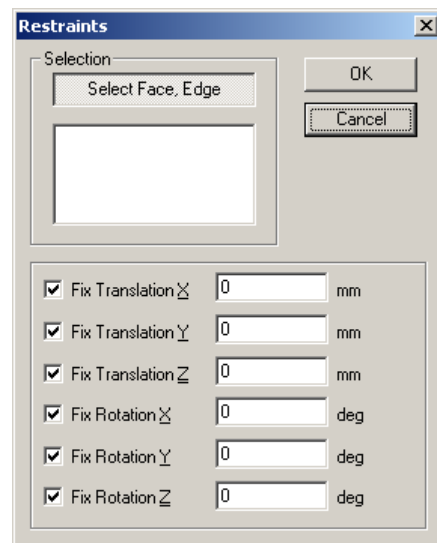 Restraints
Selection
Select Face, Edge
OK
Cancel
Fix Translation X 0 mm
Fix Translation Y 0 mm
Fix Translation Z 0 mm
Fix Rotation X 0 deg
Fix Rotation Y 0 deg
Fix Rotation Z 0 deg